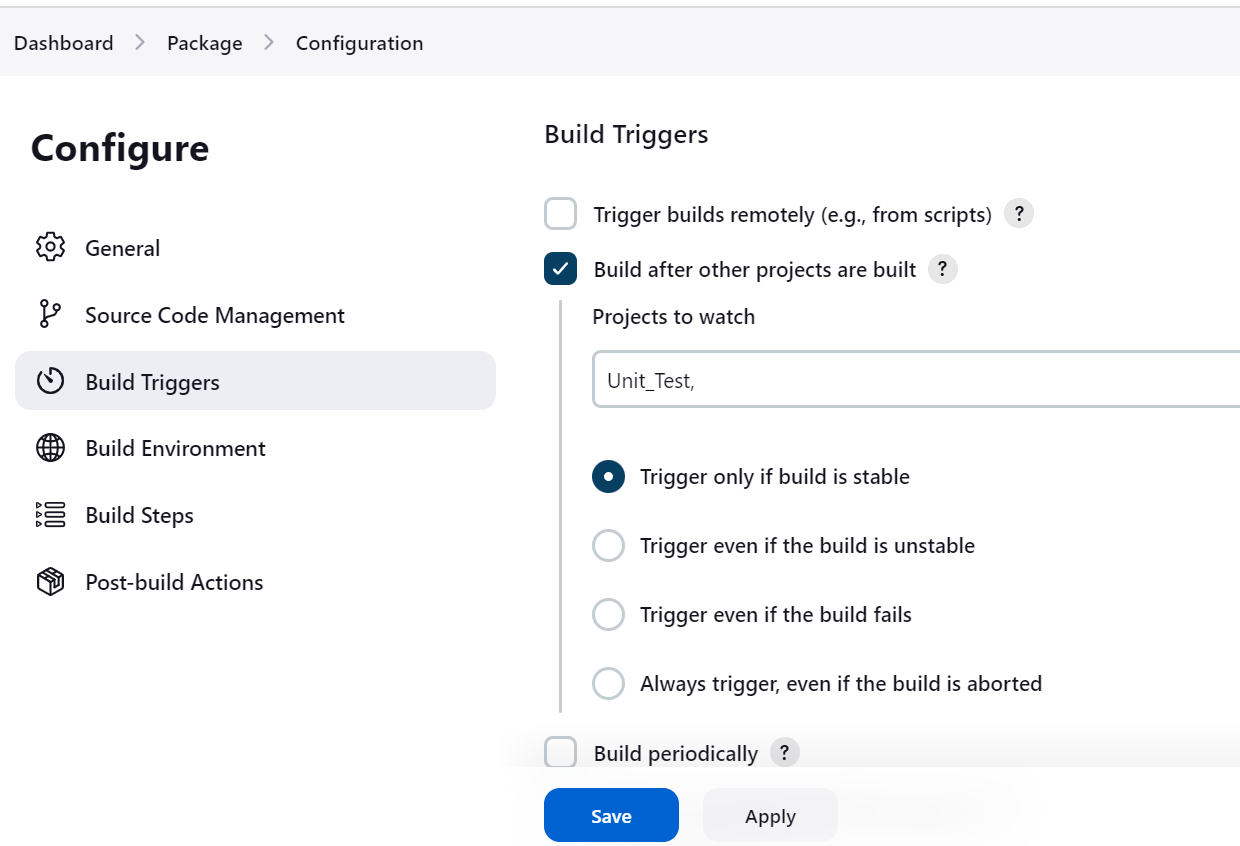 Dashboard > Package > Configuration
Configure
General
Source Code Management
Build Triggers
Build Environment
Build Steps
Post-build Actions
Build Triggers
Trigger builds remotely (e.g., from scripts) ?
Build after other projects are built ?
Projects to watch
Unit_Test,
Trigger only if build is stable
Trigger even if the build is unstable
Trigger even if the build fails
Always trigger, even if the build is aborted
Build periodically ?
Save Apply